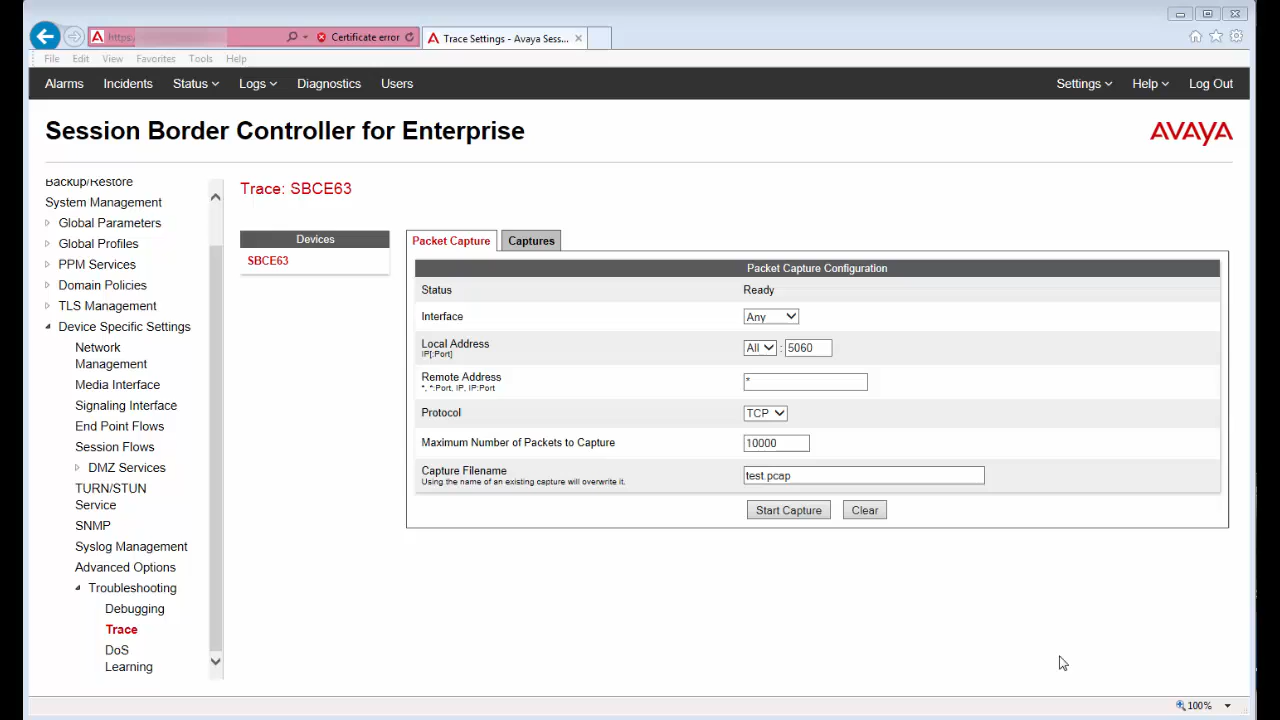 https:
Certificate error
Trace Settings - Avaya Sess...
File Edit View Favorites Tools Help
Alarms Incidents Status Logs Diagnostics Users Settings Help Log Out
Session Border Controller for Enterprise
AVAYA
Backup/Restore
System Management
Global Parameters
Global Profiles
PPM Services
Domain Policies
TLS Management
Device Specific Settings
Network
Management
Media Interface
Signaling Interface
End Point Flows
Session Flows
DMZ Services
TURN/STUN
Service
SNMP
Syslog Management
Advanced Options
Troubleshooting
Debugging
Trace
DoS
Learning
Trace: SBCE63
Devices
SBCE63
Packet Capture Captures
Packet Capture Configuration
Status Ready
Interface Any
Local Address All : 5060
IP[:Port]
Remote Address *
*, *:Port, IP, IP:Port
Protocol TCP
Maximum Number of Packets to Capture 10000
Capture Filename test.pcap
Using the name of an existing capture will overwrite it.
Start Capture Clear
100%